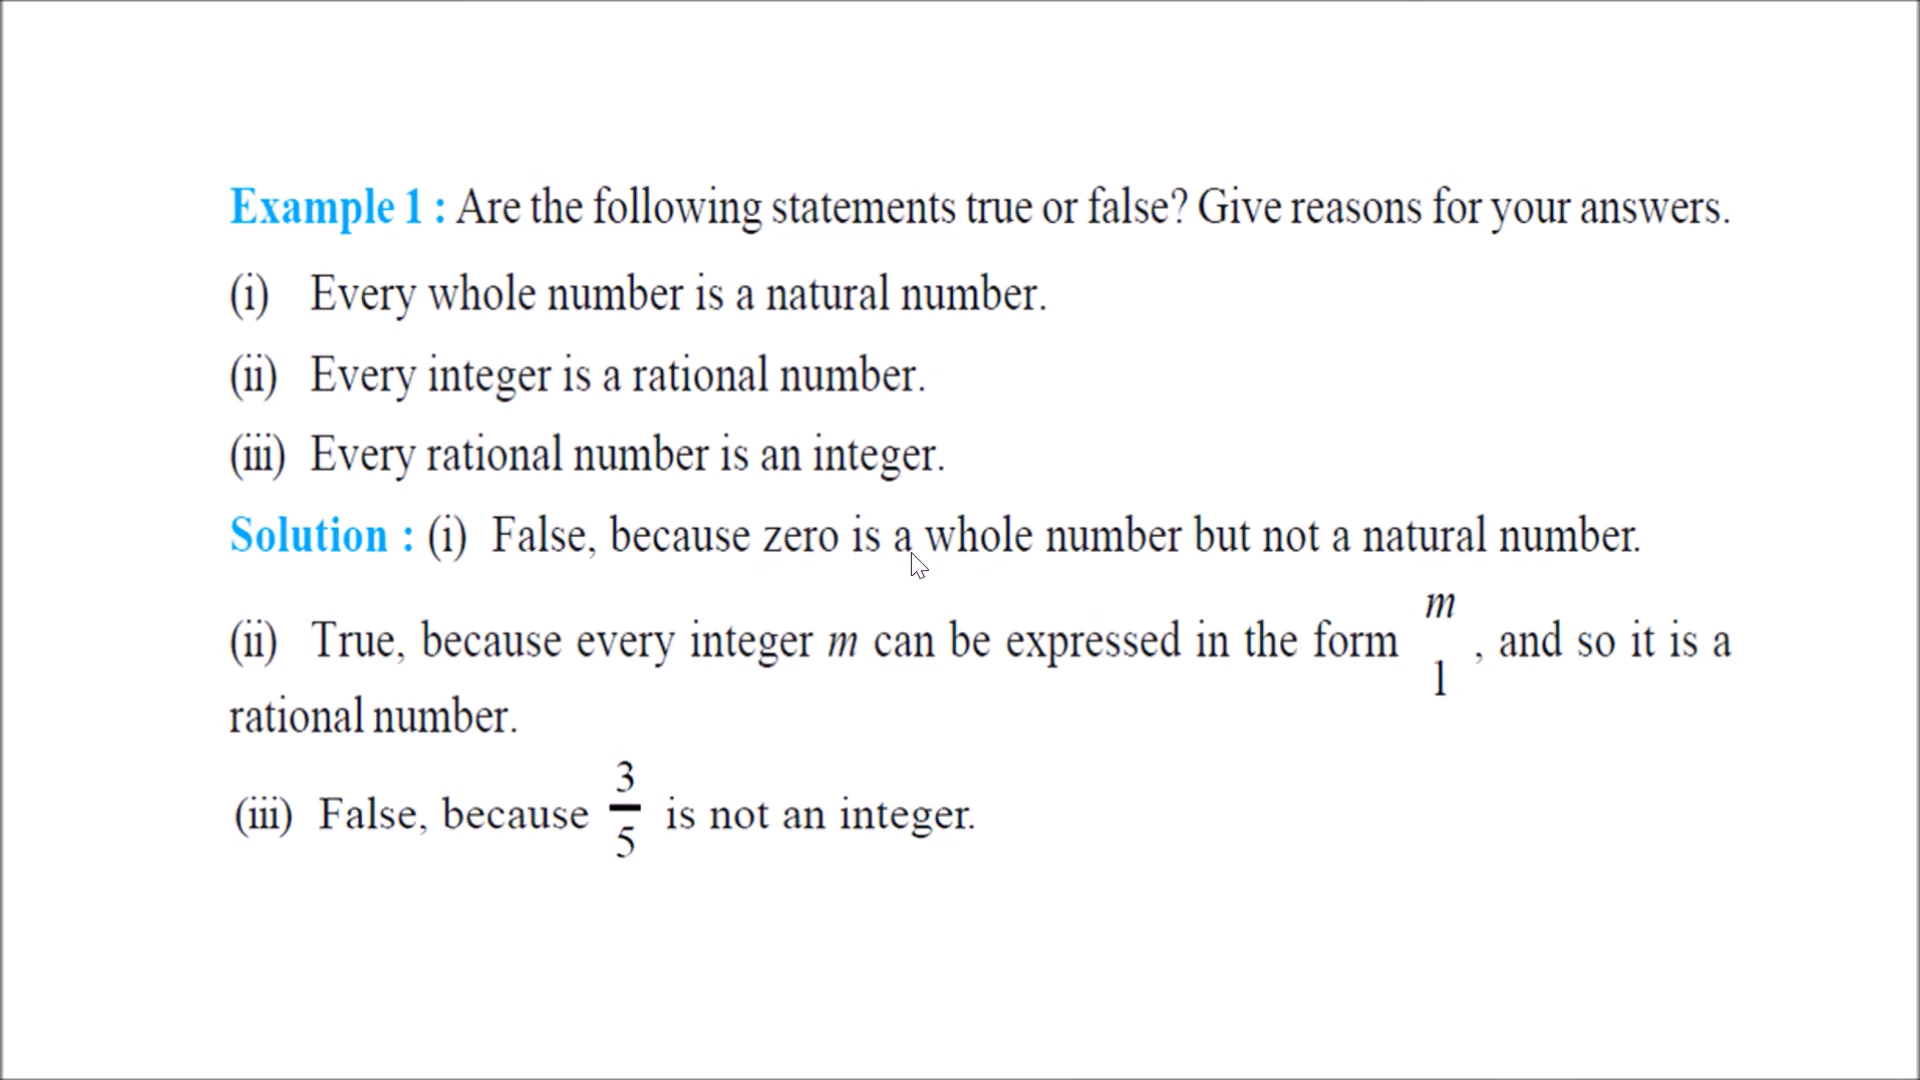 Example 1 : Are the following statements true or false? Give reasons for your answers.
(i) Every whole number is a natural number.
(ii) Every integer is a rational number.
(iii) Every rational number is an integer.
Solution : (i) False, because zero is a whole number but not a natural number.
(ii) True, because every integer m can be expressed in the form m/1 , and so it is a
rational number.
(iii) False, because 3/5 is not an integer.